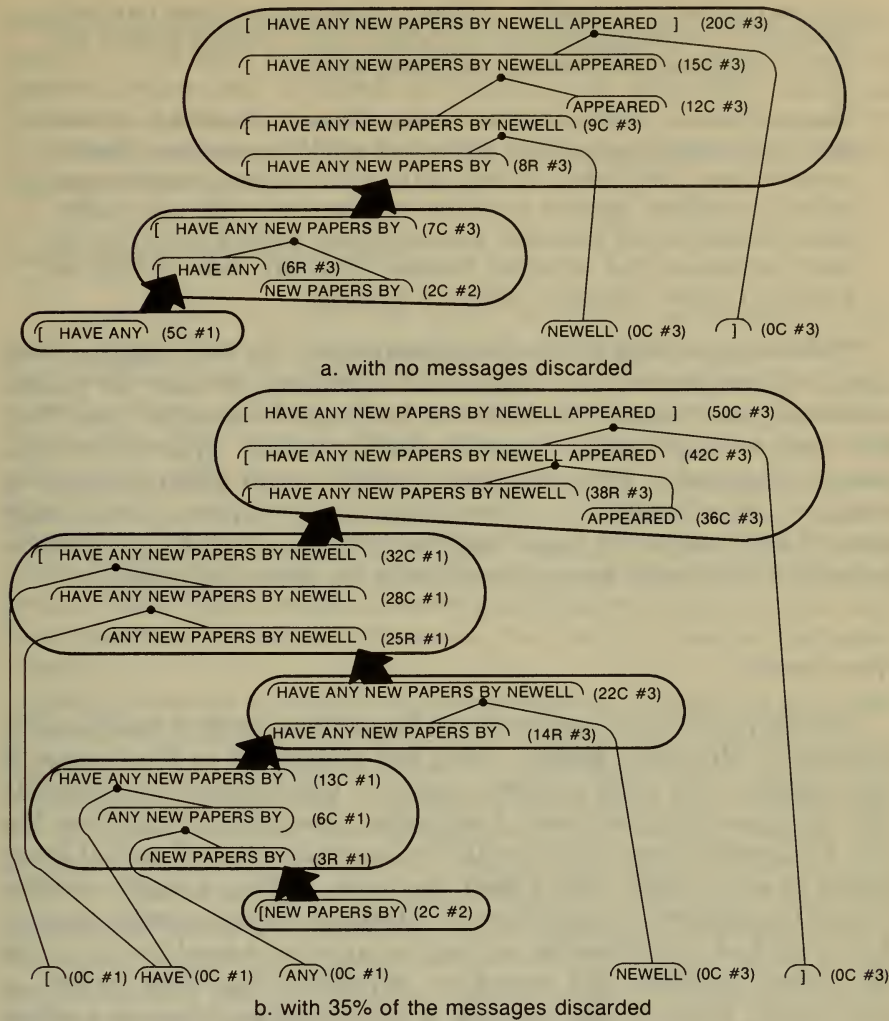 [ HAVE ANY NEW PAPERS BY NEWELL APPEARED ] (20C #3)
[ HAVE ANY NEW PAPERS BY NEWELL APPEARED (15C #3)
APPEARED (12C #3)
[ HAVE ANY NEW PAPERS BY NEWELL (9C #3)
[ HAVE ANY NEW PAPERS BY (8R #3)
[ HAVE ANY NEW PAPERS BY (7C #3)
[ HAVE ANY (6R #3)
NEW PAPERS BY (2C #2)
[ HAVE ANY (5C #1) NEWELL (0C #3) ] (0C #3)
a. with no messages discarded
[ HAVE ANY NEW PAPERS BY NEWELL APPEARED ] (50C #3)
[ HAVE ANY NEW PAPERS BY NEWELL APPEARED (42C #3)
[ HAVE ANY NEW PAPERS BY NEWELL (38R #3)
APPEARED (36C #3)
[ HAVE ANY NEW PAPERS BY NEWELL (32C #1)
HAVE ANY NEW PAPERS BY NEWELL (28C #1)
ANY NEW PAPERS BY NEWELL (25R #1)
HAVE ANY NEW PAPERS BY NEWELL (22C #3)
HAVE ANY NEW PAPERS BY (14R #3)
HAVE ANY NEW PAPERS BY (13C #1)
ANY NEW PAPERS BY (6C #1)
NEW PAPERS BY (3R #1)
[NEW PAPERS BY (2C #2)
[ (0C #1) HAVE (0C #1) ANY (0C #1) NEWELL (0C #3) ] (0C #3)
b. with 35% of the messages discarded